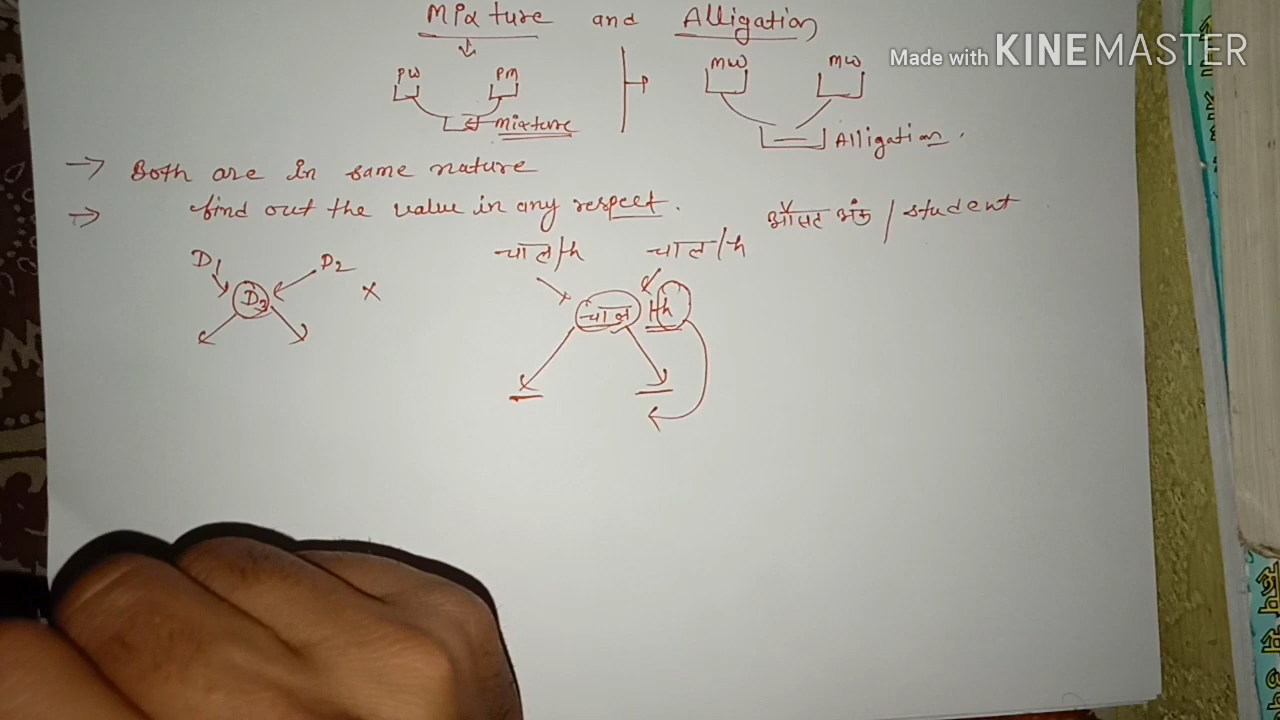 Mixture and Alligation
Made with KINEMASTER
PW PM MW MW
Mixture
Alligation.
→ Both are in same nature
→ find out the value in any respect.
औसत अंक / student
D1 D2 चाल/h चाल/h
D3 x चाल /h